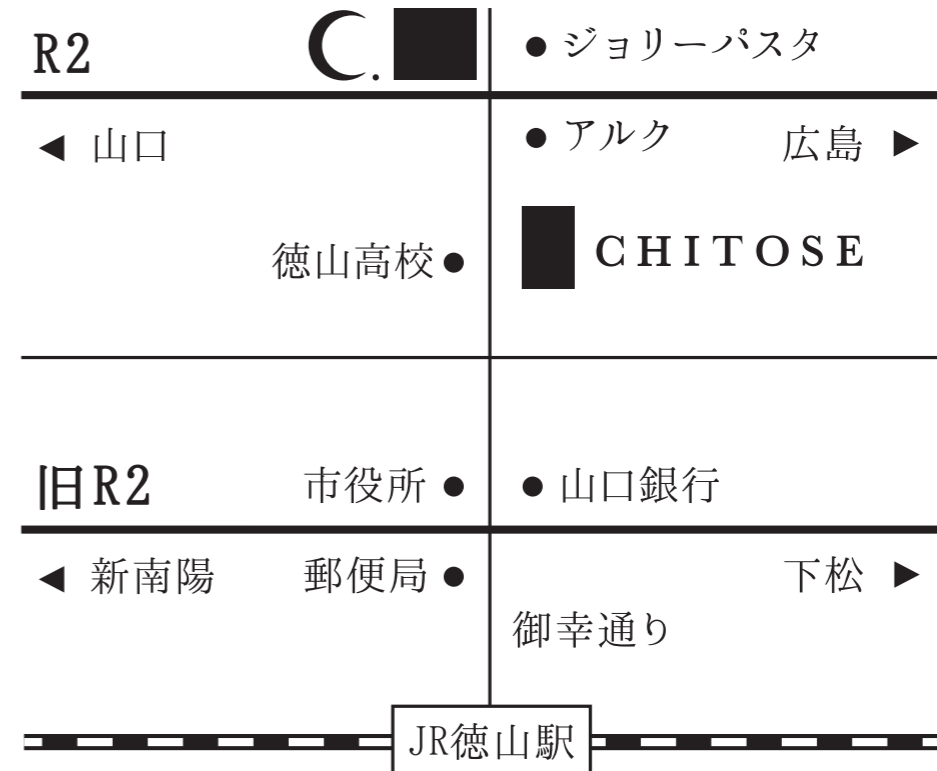 R2 C. ● ジョリーパスタ
◀ 山口 ● アルク 広島 ▶
徳山高校 ● CHITOSE
旧R2 市役所 ● ● 山口銀行
◀ 新南陽 郵便局 ● 下松 ▶
御幸通り
JR徳山駅